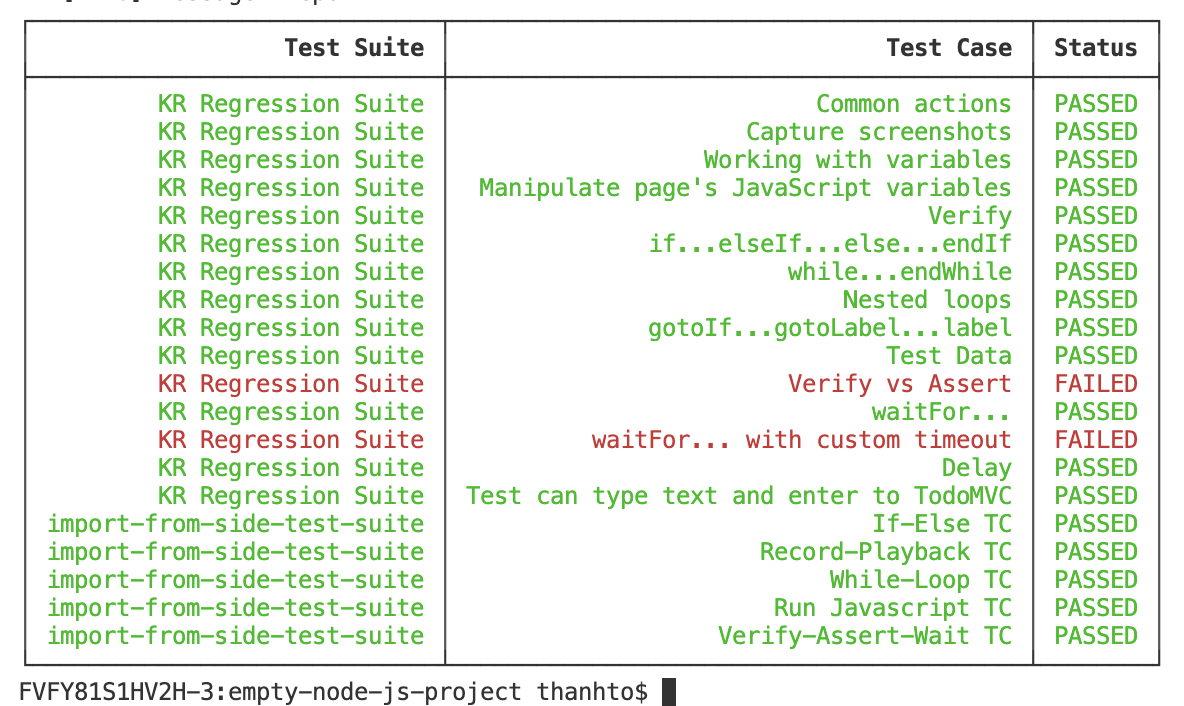 Test Suite Test Case Status
KR Regression Suite Common actions PASSED
KR Regression Suite Capture screenshots PASSED
KR Regression Suite Working with variables PASSED
KR Regression Suite Manipulate page's JavaScript variables PASSED
KR Regression Suite Verify PASSED
KR Regression Suite if...elseIf...else...endIf PASSED
KR Regression Suite while...endWhile PASSED
KR Regression Suite Nested loops PASSED
KR Regression Suite gotoIf...gotoLabel...label PASSED
KR Regression Suite Test Data PASSED
KR Regression Suite Verify vs Assert FAILED
KR Regression Suite waitFor... PASSED
KR Regression Suite waitFor... with custom timeout FAILED
KR Regression Suite Delay PASSED
KR Regression Suite Test can type text and enter to TodoMVC PASSED
import-from-side-test-suite If-Else TC PASSED
import-from-side-test-suite Record-Playback TC PASSED
import-from-side-test-suite While-Loop TC PASSED
import-from-side-test-suite Run Javascript TC PASSED
import-from-side-test-suite Verify-Assert-Wait TC PASSED
FVFY81S1HV2H-3:empty-node-js-project thanhto$